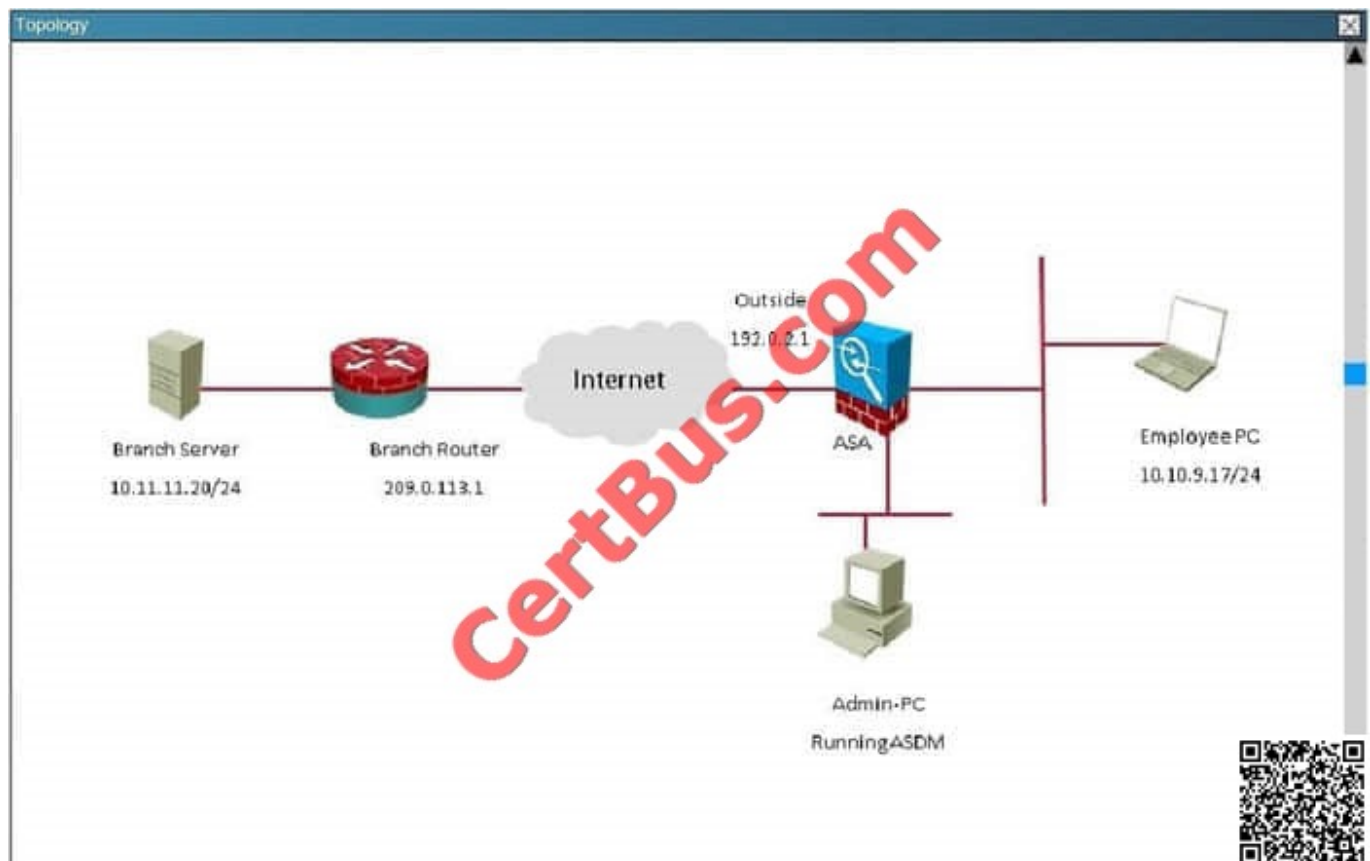 Topology
Outside
192.0.2.1
Internet
ASA
Branch Server
10.11.11.20/24
Branch Router
209.0.113.1
Employee PC
10.10.9.17/24
Admin-PC
RunningASDM
CertBus.com